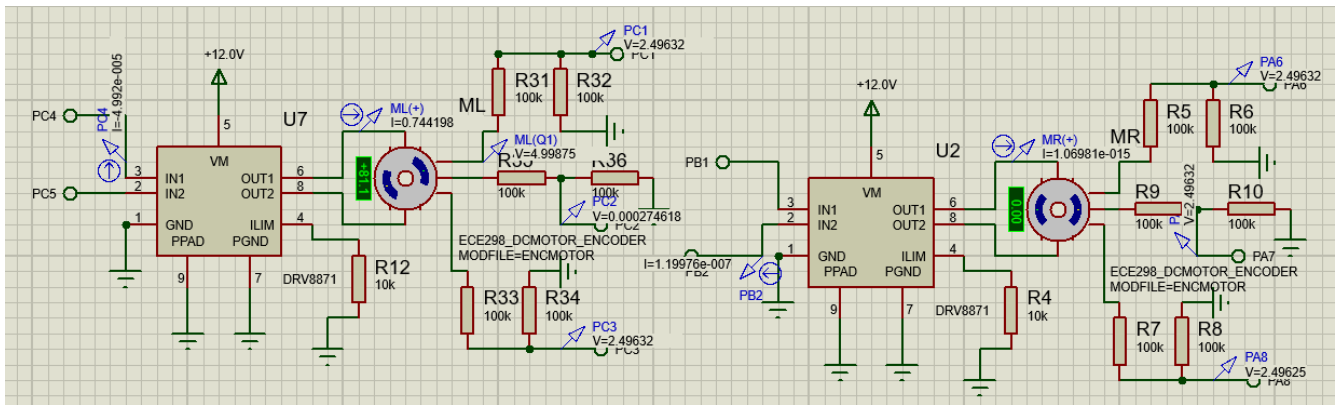 +12.0V
PC4
PC5
PC4
I=-4.992e-005
U7
5
VM
3
IN1
2
IN2
1
GND
PPAD
PGND
OUT1
6
OUT2
8
ILIM
4
9
7
DRV8871
R12
10k
ML(+)
I=0.744198
+81.1
ML
R31
100k
R32
100k
PC1
V=2.49632
PC1
ML(Q1)
V=4.99875
100k
R36
100k
PC2
V=0.000274618
PC2
ECE298_DCMOTOR_ENCODER
MODFILE=ENCMOTOR
R33
100k
R34
100k
PC3
V=2.49632
PC3
+12.0V
PB1
I=1.19976e-007
PB2
PB2
U2
5
VM
3
IN1
2
IN2
1
GND
PPAD
PGND
OUT1
6
OUT2
8
ILIM
4
9
7
DRV8871
R4
10k
MR(+)
I=1.06981e-015
0.00
MR
R5
100k
R6
100k
PA6
V=2.49632
PA6
R9
100k
V=2.49632
R10
100k
PA7
ECE298_DCMOTOR_ENCODER
MODFILE=ENCMOTOR
R7
100k
R8
100k
PA8
V=2.49625
PA8